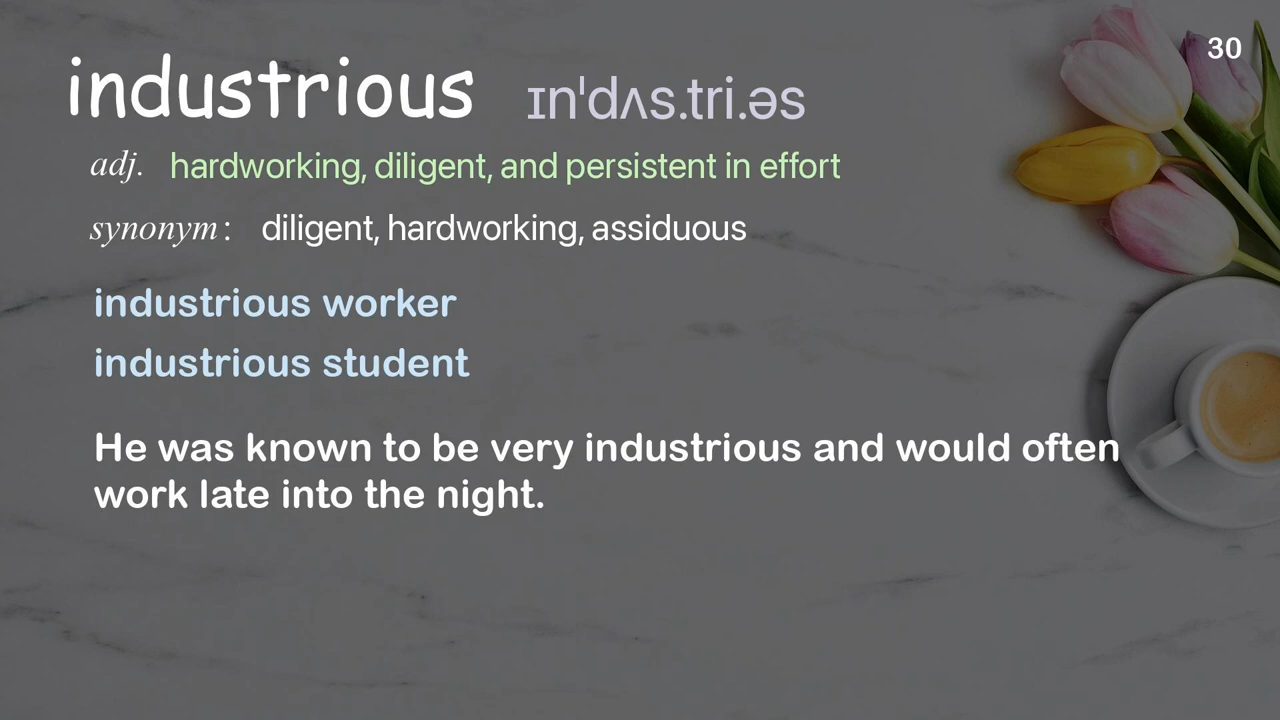 30
industrious ɪnˈdʌs.tri.əs
adj. hardworking, diligent, and persistent in effort
synonym: diligent, hardworking, assiduous
industrious worker
industrious student
He was known to be very industrious and would often
work late into the night.